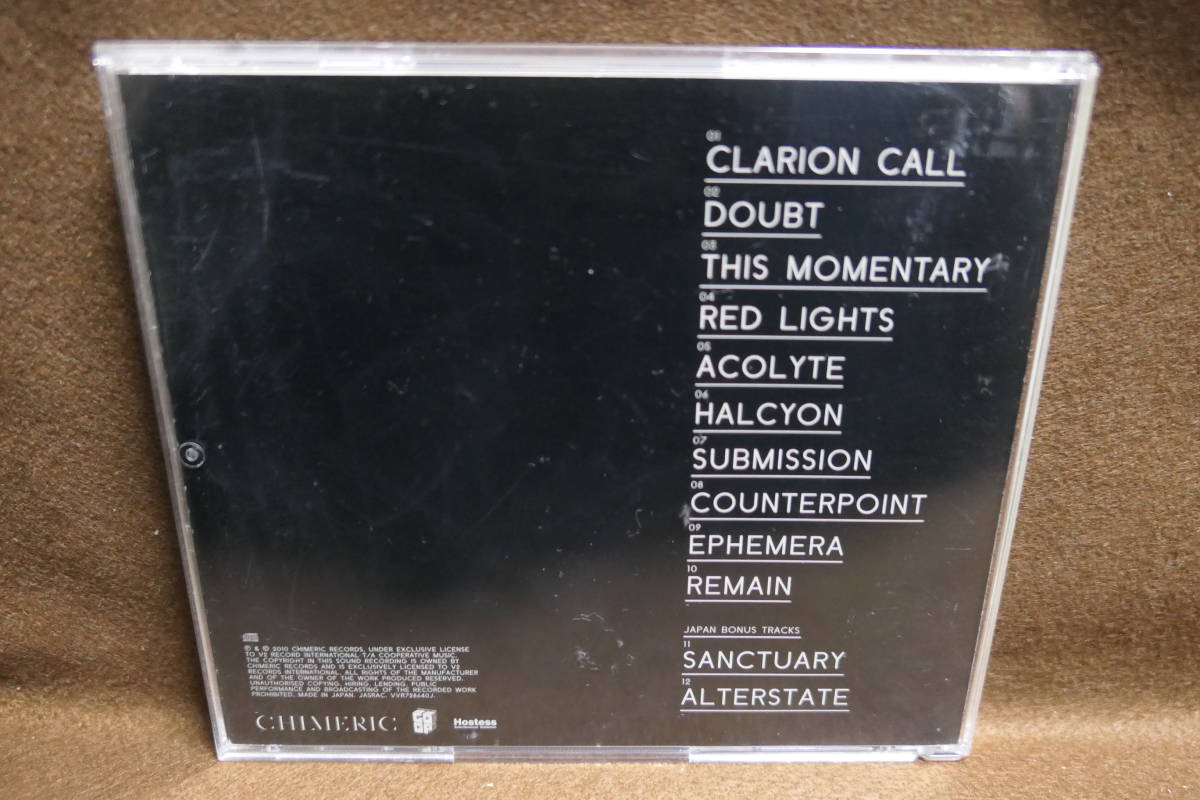 01
CLARION CALL
02
DOUBT
03
THIS MOMENTARY
04
RED LIGHTS
05
ACOLYTE
06
HALCYON
07
SUBMISSION
08
COUNTERPOINT
09
EPHEMERA
10
REMAIN
JAPAN BONUS TRACKS
11
SANCTUARY
12
ALTERSTATE
℗ & © 2010 CHIMERIC RECORDS, UNDER EXCLUSIVE LICENSE
TO V2 RECORD INTERNATIONAL T/A COOPERATIVE MUSIC.
THE COPYRIGHT IN THIS SOUND RECORDING IS OWNED BY
CHIMERIC RECORDS AND IS EXCLUSIVELY LICENSED TO V2
RECORDS INTERNATIONAL. ALL RIGHTS OF THE MANUFACTURER
AND OF THE OWNER OF THE WORK PRODUCED RESERVED.
UNAUTHORISED COPYING, HIRING, LENDING, PUBLIC
PERFORMANCE AND BROADCASTING OF THE RECORDED WORK
PROHIBITED. MADE IN JAPAN. JASRAC. VVR728640J.
CHIMERIC
Hostess